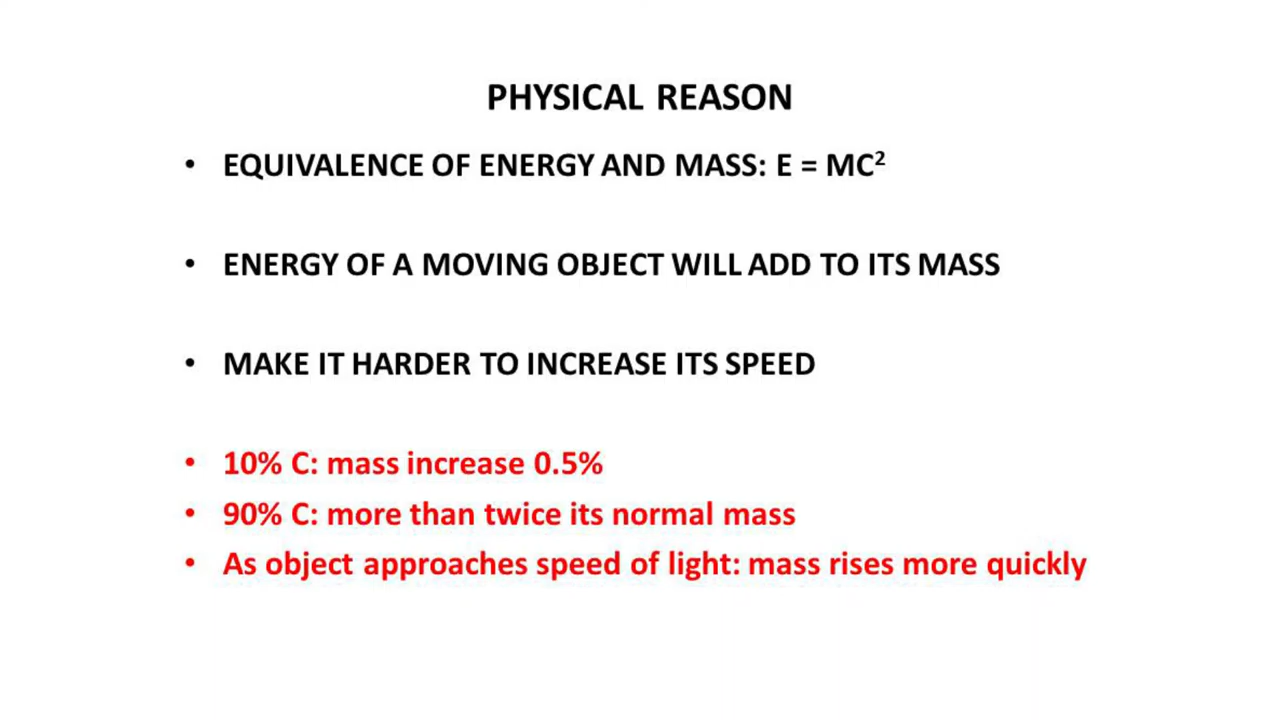 PHYSICAL REASON
• EQUIVALENCE OF ENERGY AND MASS: E = MC²
• ENERGY OF A MOVING OBJECT WILL ADD TO ITS MASS
• MAKE IT HARDER TO INCREASE ITS SPEED
• 10% C: mass increase 0.5%
• 90% C: more than twice its normal mass
• As object approaches speed of light: mass rises more quickly